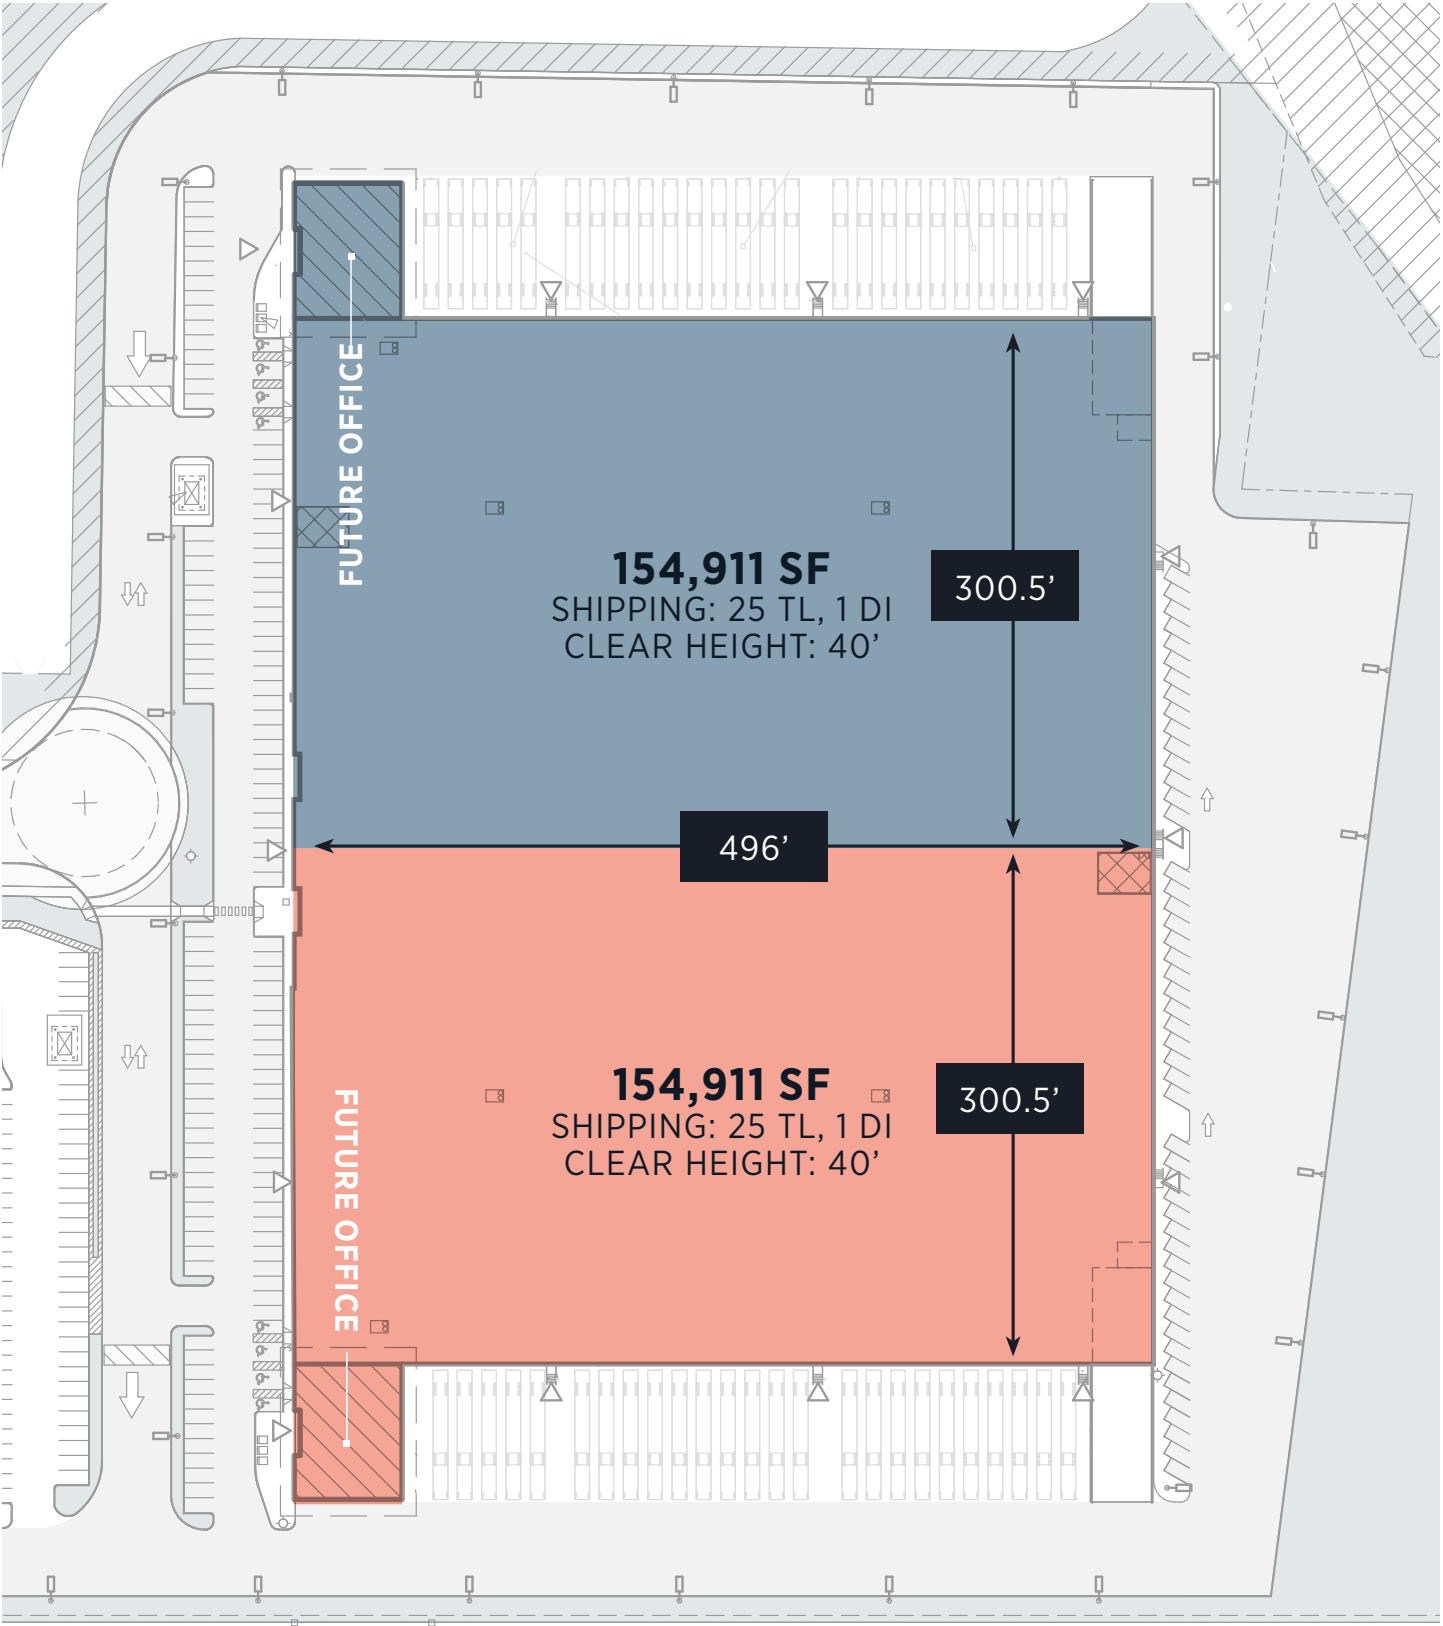 FUTURE OFFICE
154,911 SF
SHIPPING: 25 TL, 1 DI
CLEAR HEIGHT: 40’
300.5’
496’
154,911 SF
SHIPPING: 25 TL, 1 DI
CLEAR HEIGHT: 40’
300.5’
FUTURE OFFICE